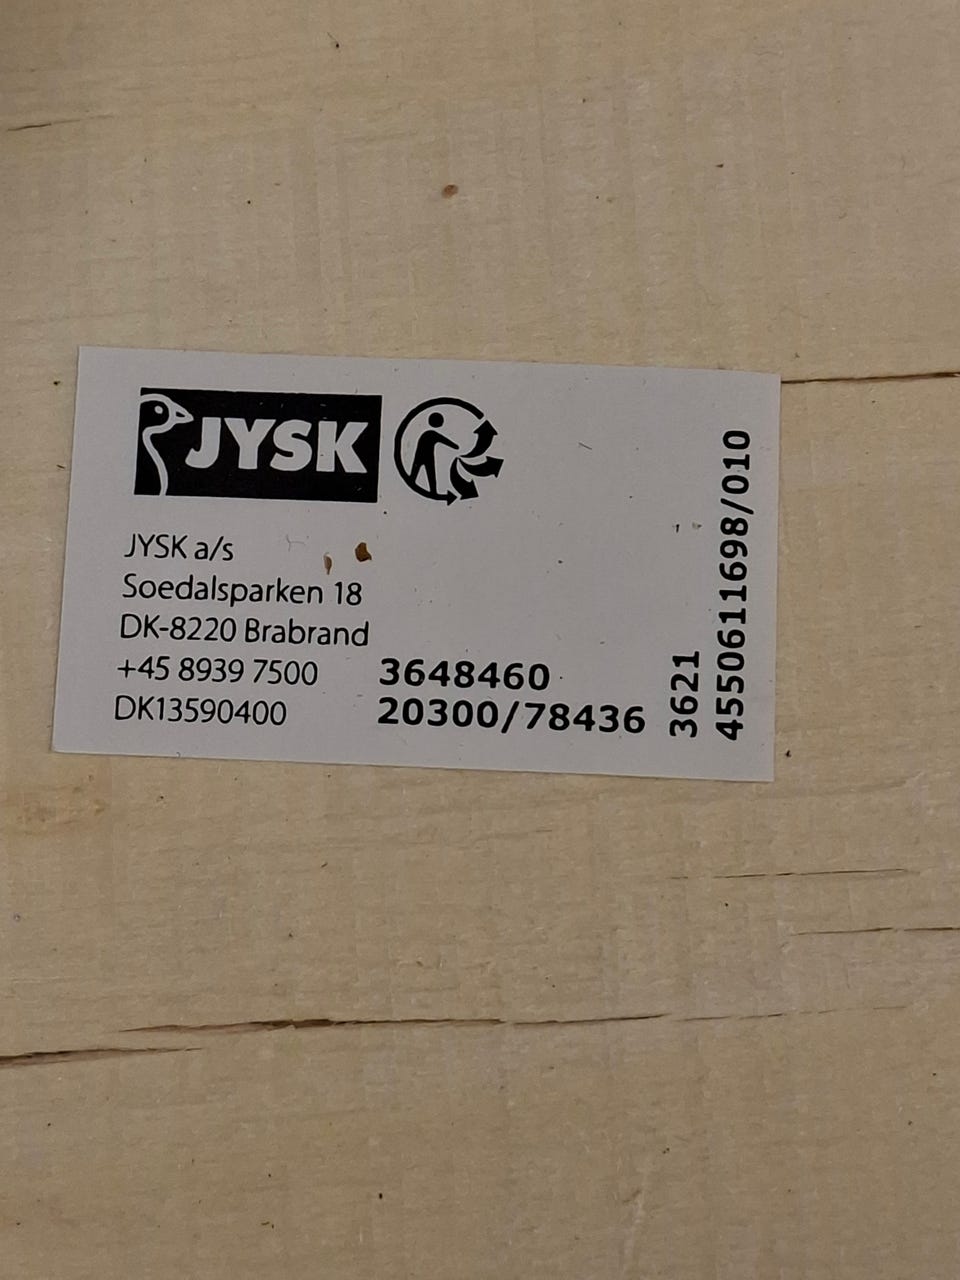 JYSK
JYSK a/s
Soedalsparken 18
DK-8220 Brabrand
+45 8939 7500
DK13590400
3648460
20300/78436
3621
4550611698/010